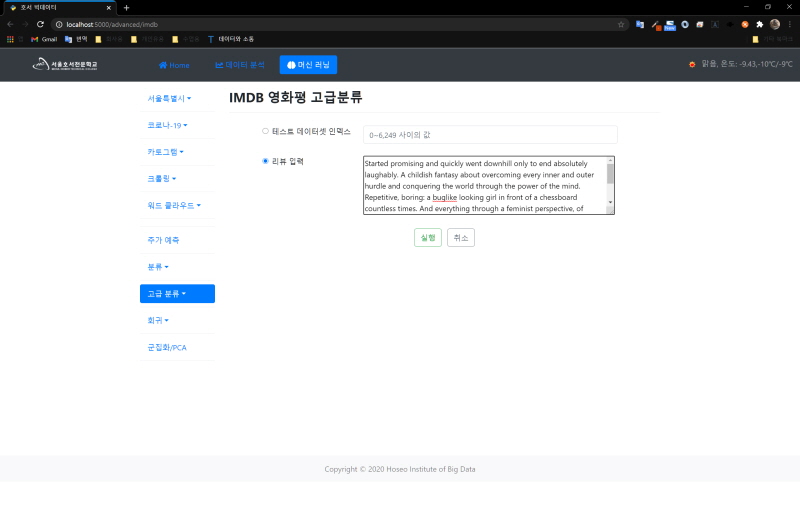 호서 빅데이터
localhost:5000/advanced/imdb
앱
Gmail
번역
데이터와 소통
서울호서전문학교
Home
데이터 분석
머신 러닝
맑음, 온도: -9.43,-10℃/-9℃
서울특별시
코로나-19
카토그램
크롤링
워드 클라우드
주가 예측
분류
고급 분류
회귀
군집화/PCA
IMDB 영화평 고급분류
테스트 데이터셋 인덱스
0~6,249 사이의 값
리뷰 입력
Started promising and quickly went downhill only to end absolutely
laughably. A childish fantasy about overcoming every inner and outer
hurdle and conquering the world through the power of the mind.
Repetitive, boring: a buglike looking girl in front of a chessboard
countless times. And everything through a feminist perspective, of
실행
취소
Copyright © 2020 Hoseo Institute of Big Data